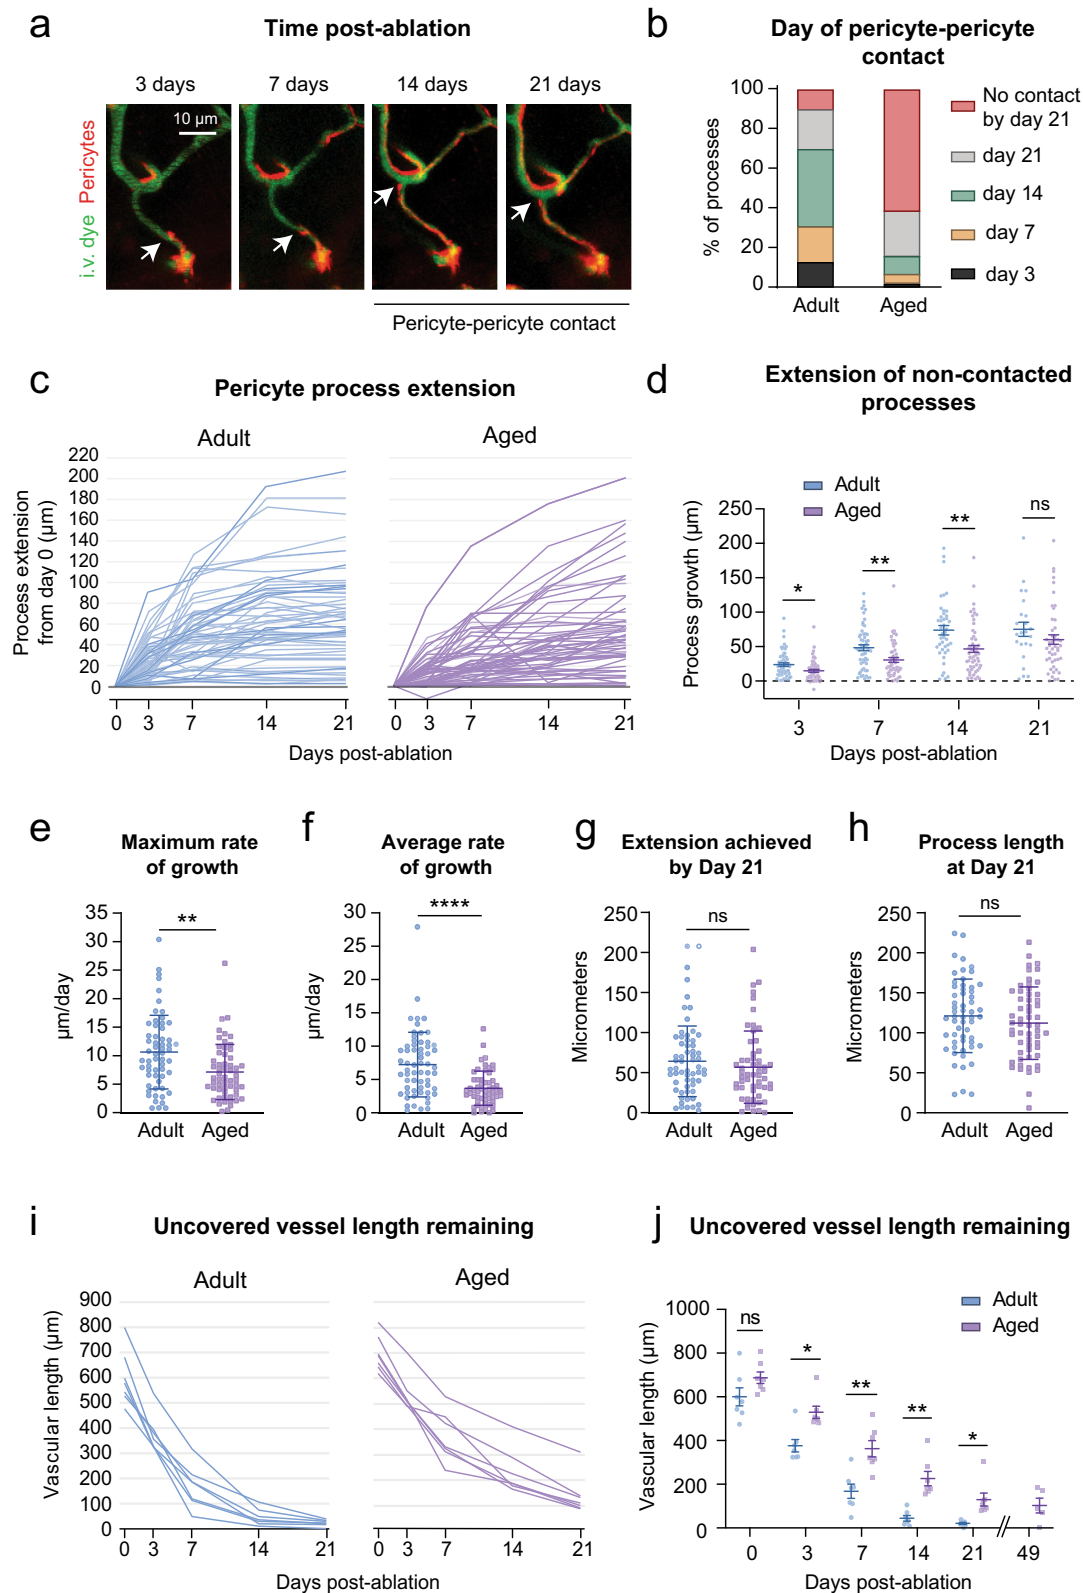 a
Time post-ablation
3 days
7 days
14 days
21 days
10 µm
i.v. dye Pericytes
Pericyte-pericyte contact
b
Day of pericyte-pericyte
contact
% of processes
100
80
60
40
20
0
Adult
Aged
No contact
by day 21
day 21
day 14
day 7
day 3
c
Pericyte process extension
Adult
Aged
Process extension
from day 0 (µm)
220
200
180
160
140
120
100
80
60
40
20
0
0 3 7 14 21
0 3 7 14 21
Days post-ablation
d
Extension of non-contacted
processes
Adult
Aged
Process growth (µm)
250
200
150
100
50
0
*
**
**
ns
3 7 14 21
Days post-ablation
e
Maximum rate
of growth
**
µm/day
35
30
25
20
15
10
5
0
Adult Aged
f
Average rate
of growth
****
µm/day
30
25
20
15
10
5
0
Adult Aged
g
Extension achieved
by Day 21
ns
Micrometers
250
200
150
100
50
0
Adult Aged
h
Process length
at Day 21
ns
Micrometers
250
200
150
100
50
0
Adult Aged
i
Uncovered vessel length remaining
Adult
Aged
Vascular length (µm)
900
800
700
600
500
400
300
200
100
0
0 3 7 14 21
0 3 7 14 21
Days post-ablation
j
Uncovered vessel length remaining
Adult
Aged
Vascular length (µm)
1000
800
600
400
200
0
ns
*
**
**
*
0 3 7 14 21 // 49
Days post-ablation